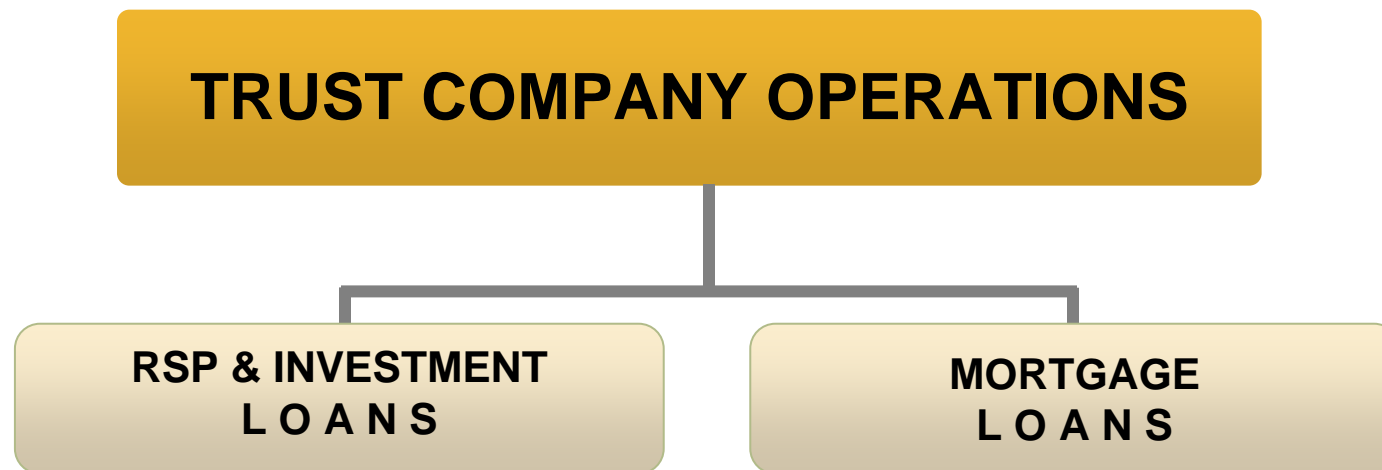 TRUST COMPANY OPERATIONS
RSP & INVESTMENT
L O A N S
MORTGAGE
L O A N S